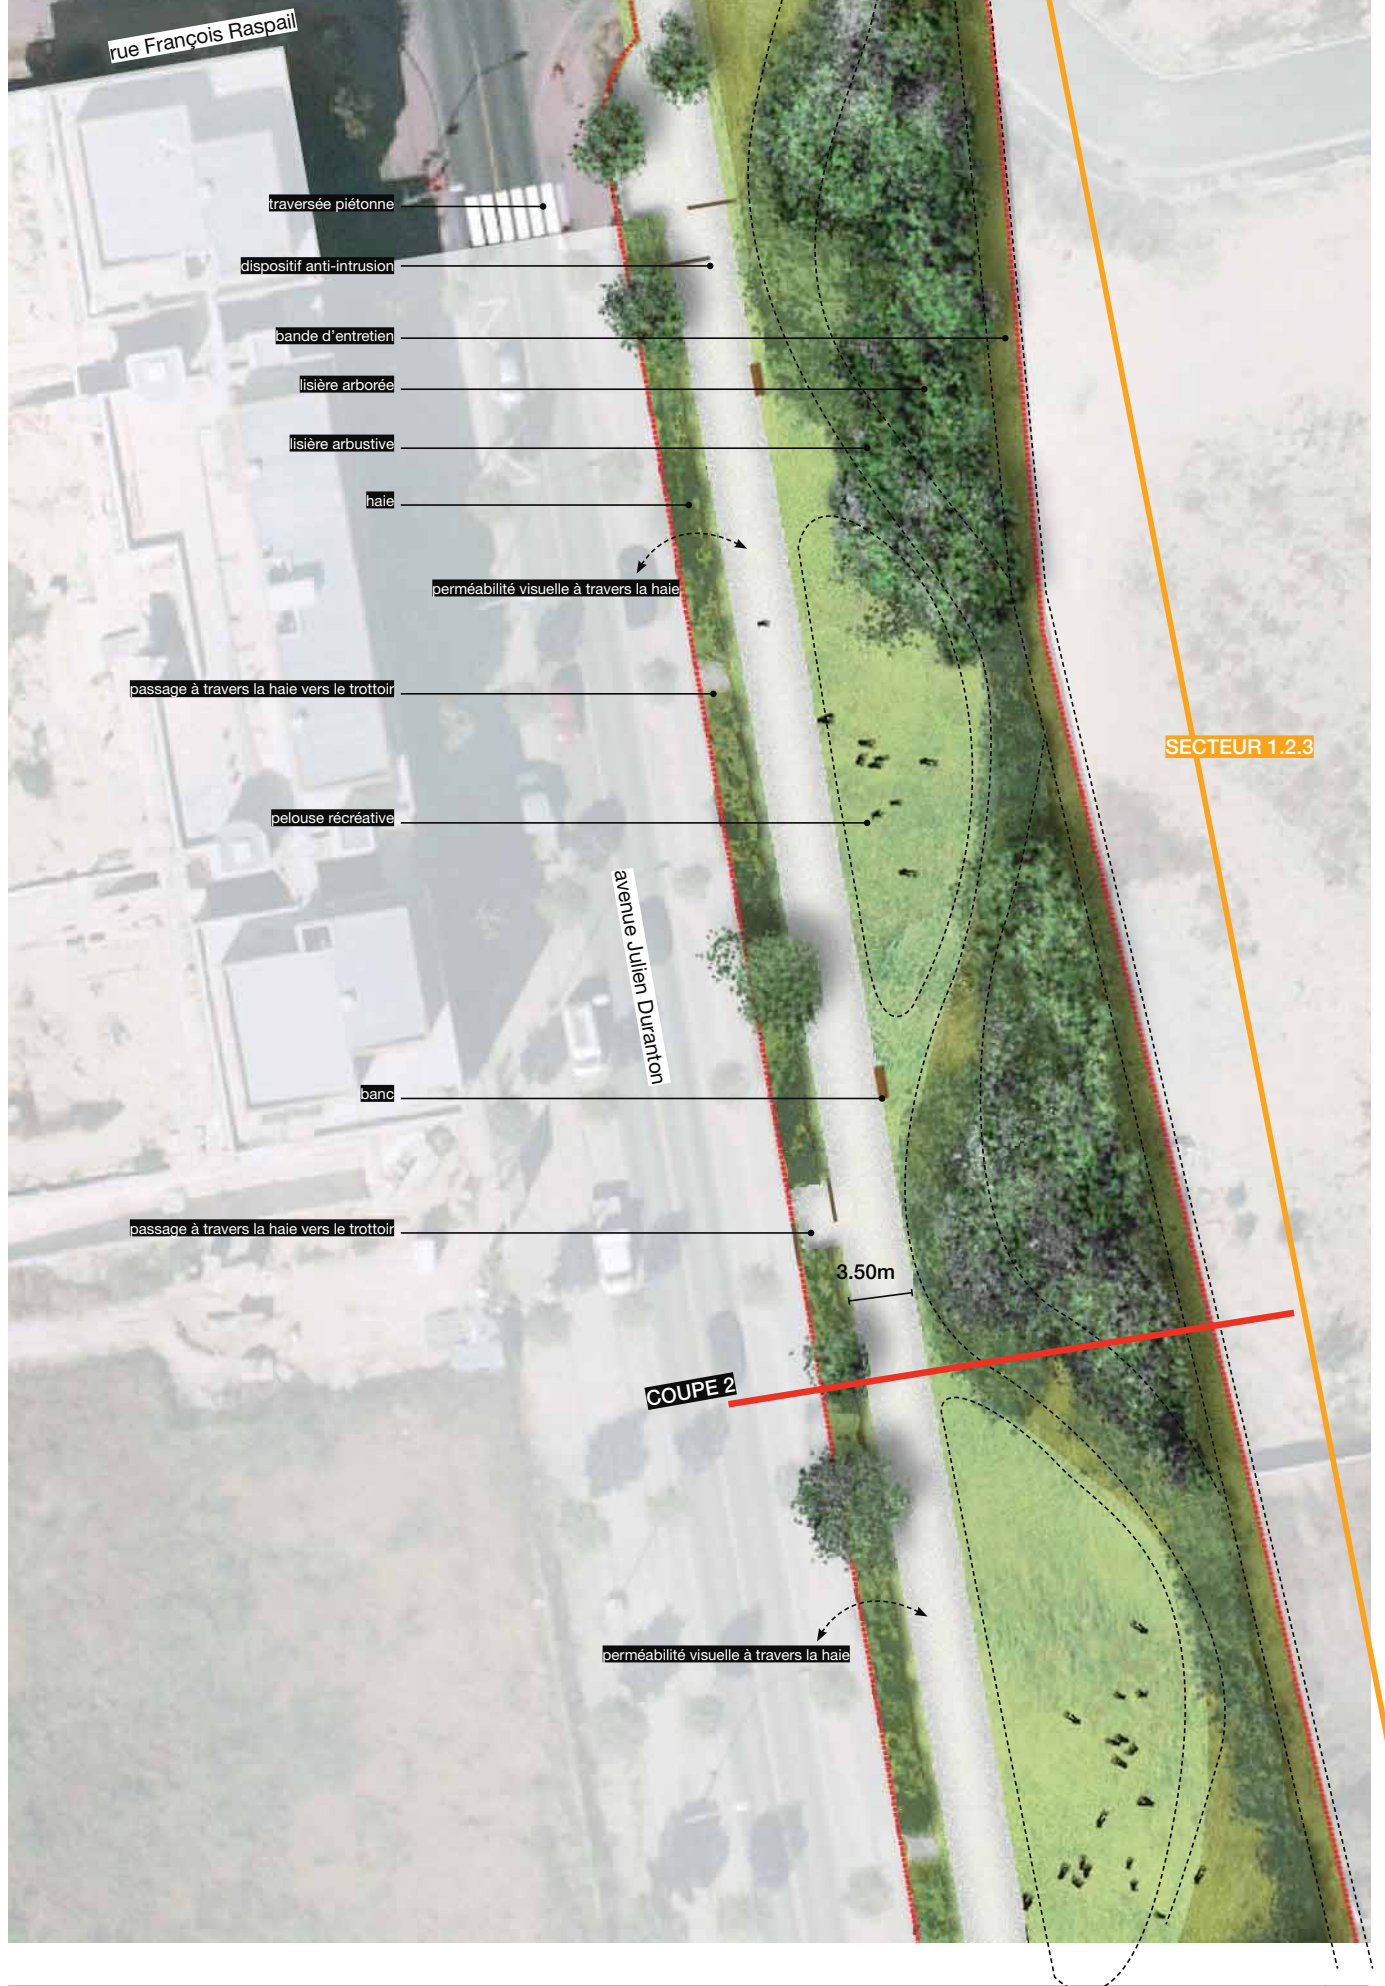 rue François Raspail
traversée piétonne
dispositif anti-intrusion
bande d'entretien
lisière arborée
lisière arbustive
haie
perméabilité visuelle à travers la haie
passage à travers la haie vers le trottoir
SECTEUR 1.2.3
pelouse récréative
avenue Julien Duranton
banc
passage à travers la haie vers le trottoir
3.50m
COUPE 2
perméabilité visuelle à travers la haie